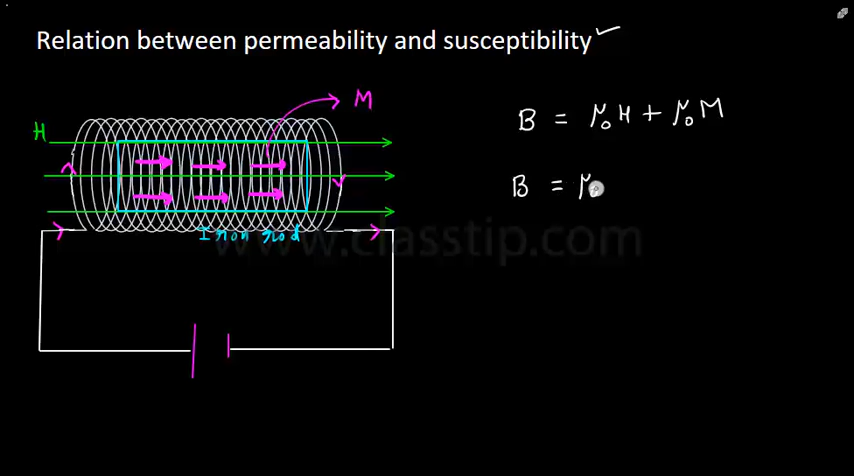 Relation between permeability and susceptibility
M
H
B = μ₀H + μ₀M
B = μ₀
Iron rod
www.classtip.com